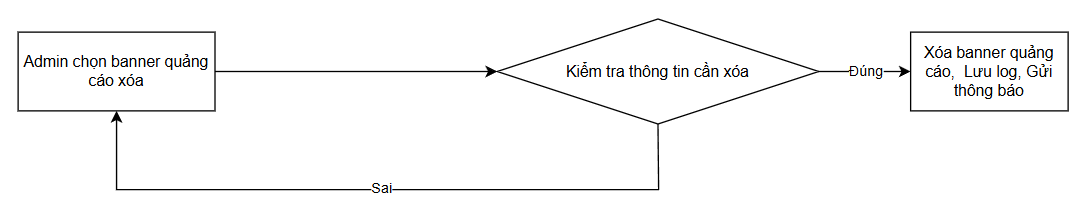 Admin chọn banner quảng
cáo xóa
Kiểm tra thông tin cần xóa
Đúng
Xóa banner quảng
cáo, Lưu log, Gửi
thông báo
Sai